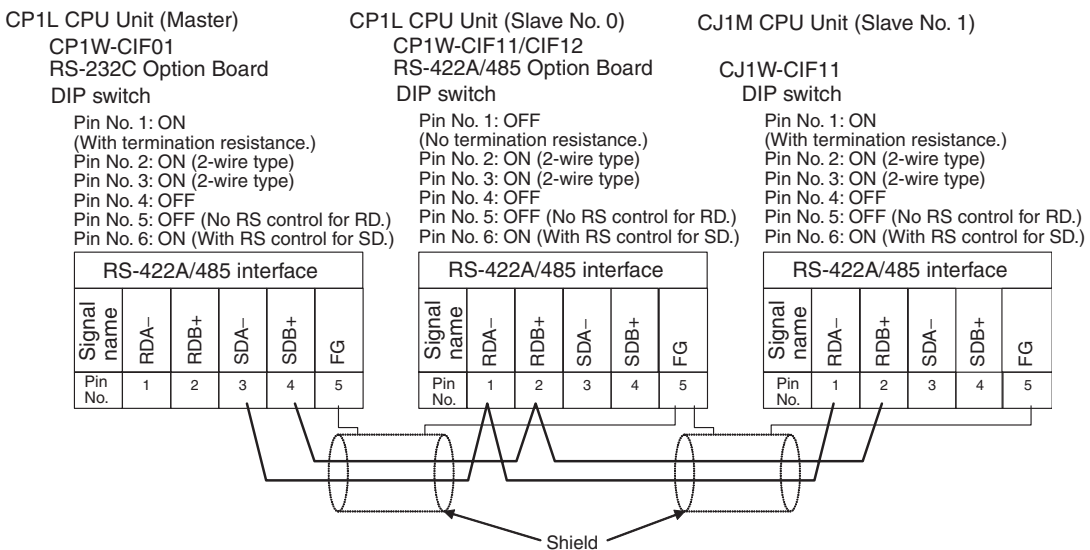 CP1L CPU Unit (Master)
CP1W-CIF01
RS-232C Option Board
DIP switch
Pin No. 1: ON
(With termination resistance.)
Pin No. 2: ON (2-wire type)
Pin No. 3: ON (2-wire type)
Pin No. 4: OFF
Pin No. 5: OFF (No RS control for RD.)
Pin No. 6: ON (With RS control for SD.)
RS-422A/485 interface
Signal name
RDA−
RDB+
SDA−
SDB+
FG
Pin No.
1
2
3
4
5
CP1L CPU Unit (Slave No. 0)
CP1W-CIF11/CIF12
RS-422A/485 Option Board
DIP switch
Pin No. 1: OFF
(No termination resistance.)
Pin No. 2: ON (2-wire type)
Pin No. 3: ON (2-wire type)
Pin No. 4: OFF
Pin No. 5: OFF (No RS control for RD.)
Pin No. 6: ON (With RS control for SD.)
RS-422A/485 interface
Signal name
RDA−
RDB+
SDA−
SDB+
FG
Pin No.
1
2
3
4
5
CJ1M CPU Unit (Slave No. 1)
CJ1W-CIF11
DIP switch
Pin No. 1: ON
(With termination resistance.)
Pin No. 2: ON (2-wire type)
Pin No. 3: ON (2-wire type)
Pin No. 4: OFF
Pin No. 5: OFF (No RS control for RD.)
Pin No. 6: ON (With RS control for SD.)
RS-422A/485 interface
Signal name
RDA−
RDB+
SDA−
SDB+
FG
Pin No.
1
2
3
4
5
Shield